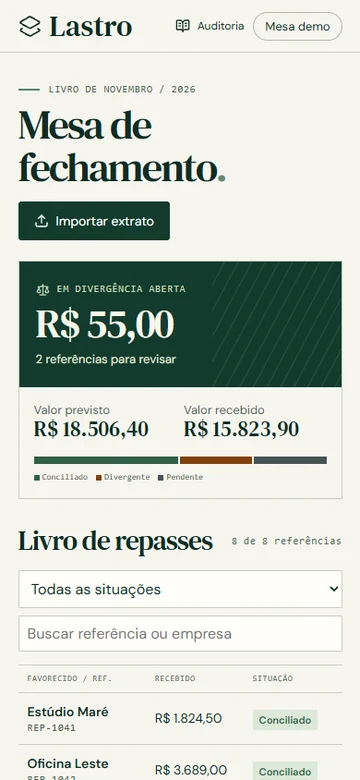 Lastro
Auditoria
Mesa demo
LIVRO DE NOVEMBRO / 2026
Mesa de
fechamento.
Importar extrato
EM DIVERGÊNCIA ABERTA
R$ 55,00
2 referências para revisar
Valor previsto
Valor recebido
R$ 18.506,40
R$ 15.823,90
Conciliado
Divergente
Pendente
Livro de repasses
8 de 8 referências
Todas as situações
Buscar referência ou empresa
FAVORECIDO / REF.
RECEBIDO
SITUAÇÃO
Estúdio Maré
REP-1041
R$ 1.824,50
Conciliado
Oficina Leste
REP-1042
R$ 3.689,00
Conciliado